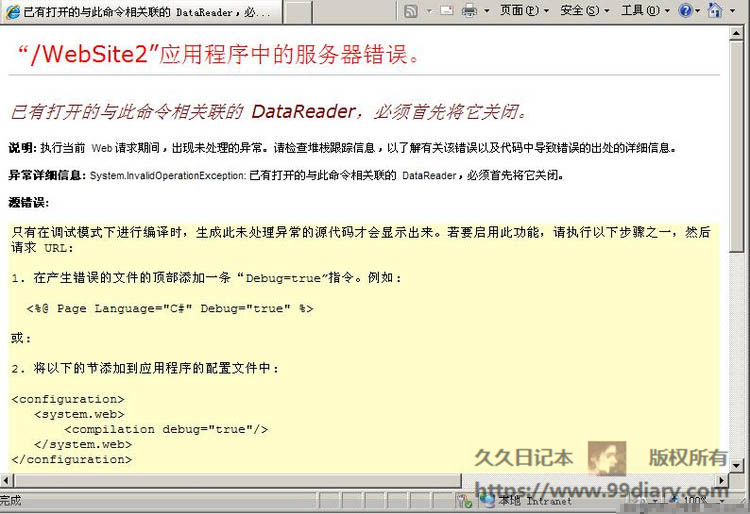 已有打开的与此命令相关联的 DataReader，必...
页面(P)
安全(S)
工具(O)
“/WebSite2”应用程序中的服务器错误。
已有打开的与此命令相关联的 DataReader，必须首先将它关闭。
说明: 执行当前 Web 请求期间，出现未处理的异常。请检查堆栈跟踪信息，以了解有关该错误以及代码中导致错误的出处的详细信息。
异常详细信息: System.InvalidOperationException: 已有打开的与此命令相关联的 DataReader，必须首先将它关闭。
源错误:
只有在调试模式下进行编译时，生成此未处理异常的源代码才会显示出来。若要启用此功能，请执行以下步骤之一，然后
请求 URL:
1. 在产生错误的文件的顶部添加一条“Debug=true”指令。例如:
<%@ Page Language="C#" Debug="true" %>
或:
2. 将以下的节添加到应用程序的配置文件中:
<configuration>
<system.web>
<compilation debug="true"/>
</system.web>
</configuration>
久久日记本 版权所有
https://www.99diary.com
完成
本地 Intranet
100%